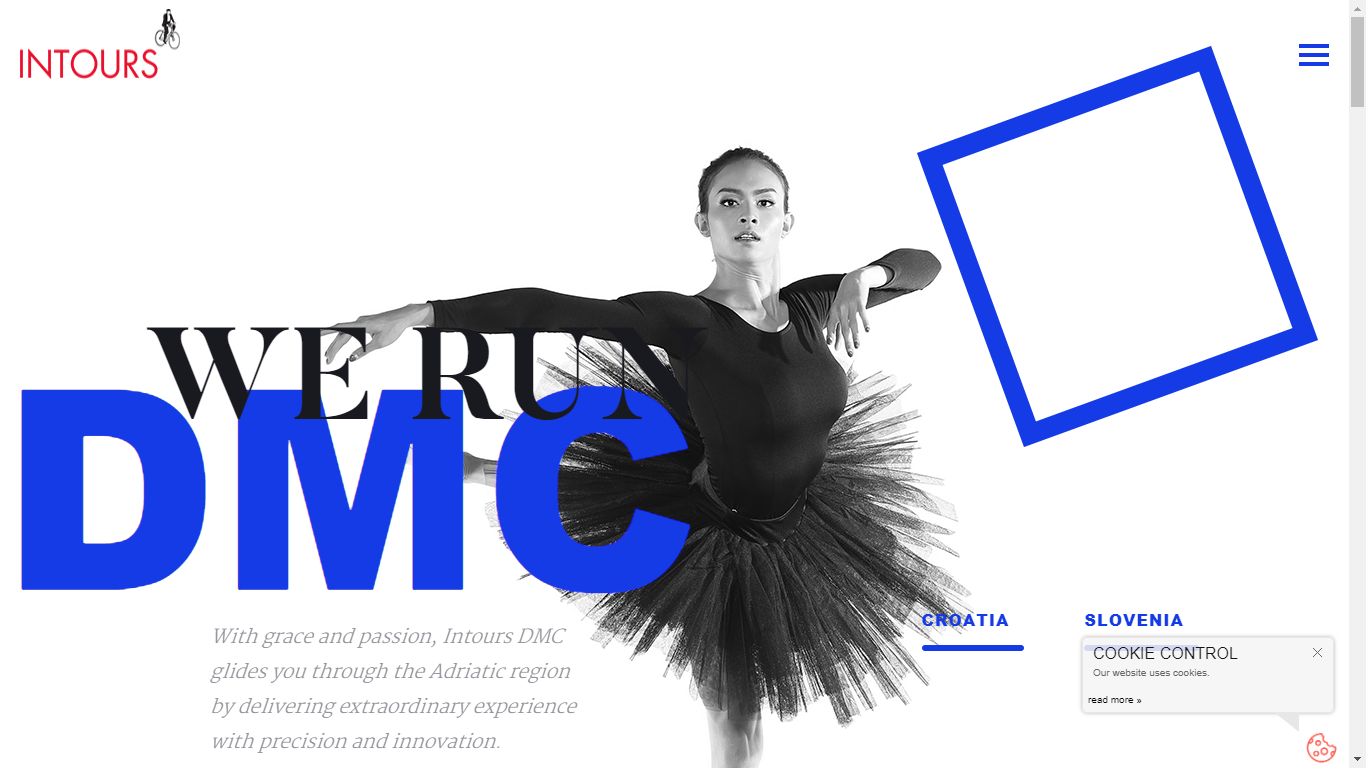 INTOURS
WE RUN
DMC
With grace and passion, Intours DMC
glides you through the Adriatic region
by delivering extraordinary experience
with precision and innovation.
CROATIA
SLOVENIA
COOKIE CONTROL
Our website uses cookies.
read more »